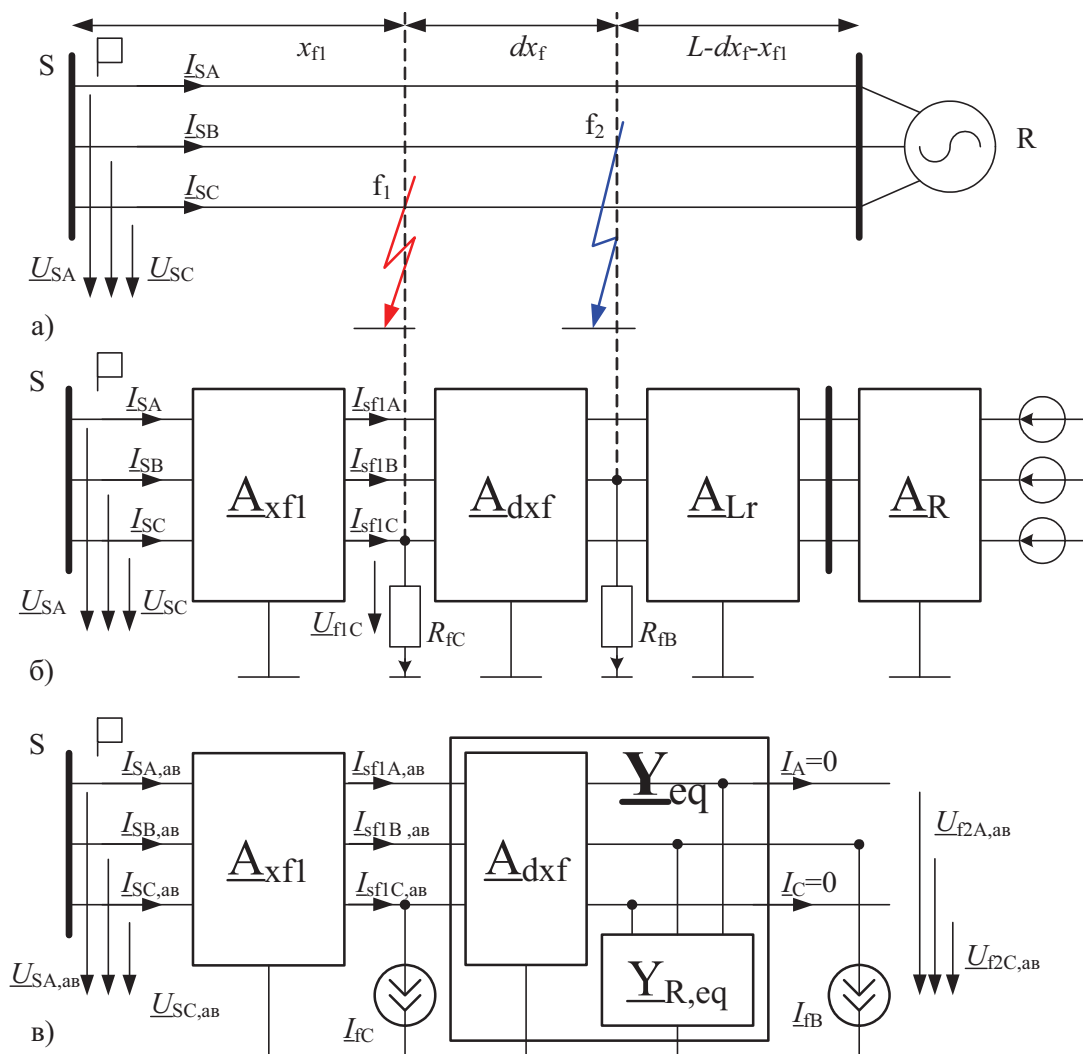 x_f1 dx_f L-dx_f-x_f1
S I_SA
I_SB f_2 R
I_SC f_1
U_SA U_SC
а)
S I_SA I_sf1A
I_SB A_xf1 I_sf1B A_dxf A_Lr A_R
I_SC I_sf1C
U_SA U_SC U_f1C R_fC R_fB
б)
S I_SA,ав I_sf1A,ав Y_eq I_A=0
I_SB,ав A_xf1 I_sf1B,ав A_dxf U_f2A,ав
I_SC,ав I_sf1C,ав I_C=0
U_SA,ав U_SC,ав I_fC Y_R,eq I_fB U_f2C,ав
в)